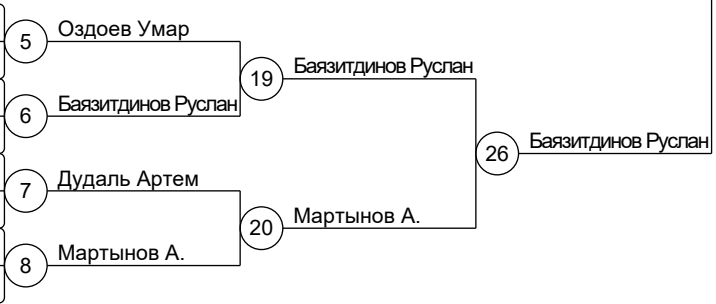 5 Оздоев Умар
19 Баязитдинов Руслан
6 Баязитдинов Руслан
26 Баязитдинов Руслан
7 Дудаль Артем
20 Мартынов А.
8 Мартынов А.